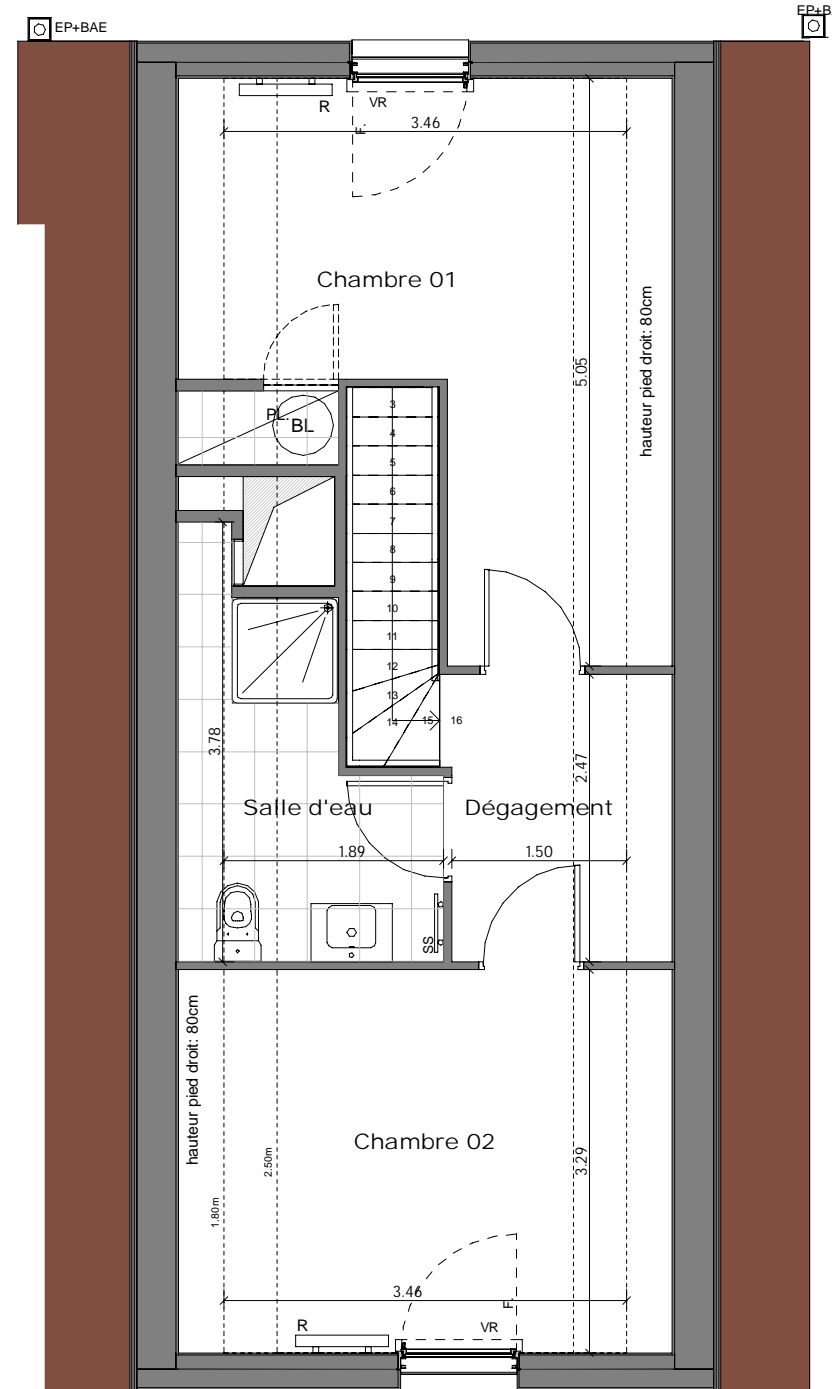 EP+BAE
EP+B
R
VR
F.
3.46
Chambre 01
hauteur pied droit: 80cm
5.05
PL.
BL
3
4
5
6
7
8
9
10
11
12
13
14
15
16
3.78
2.47
Salle d'eau
Dégagement
1.89
1.50
SS
hauteur pied droit: 80cm
Chambre 02
2.50m
3.29
1.80m
3.46
F.
R
VR